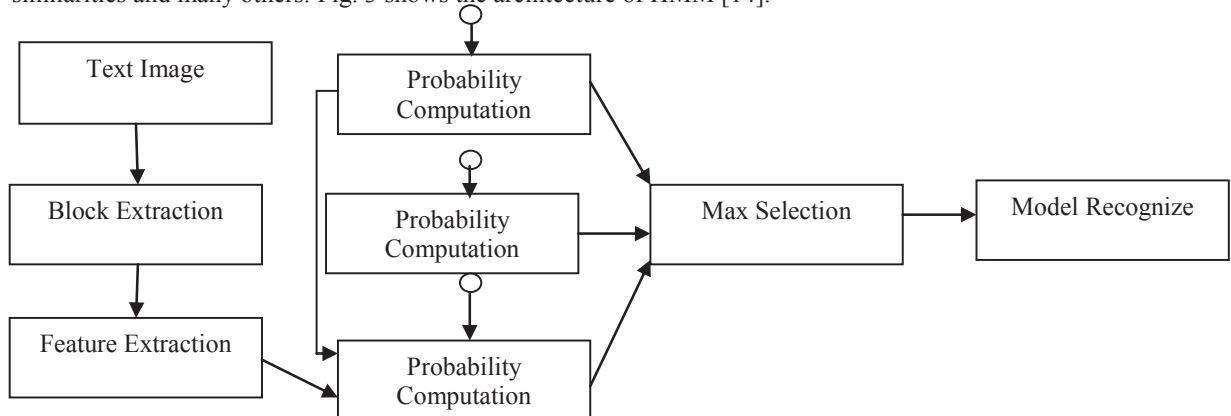 similarities and many others. Fig. 3 shows the architecture of HMM [14].
Text Image
Block Extraction
Feature Extraction
Probability
Computation
Probability
Computation
Probability
Computation
Max Selection
Model Recognize